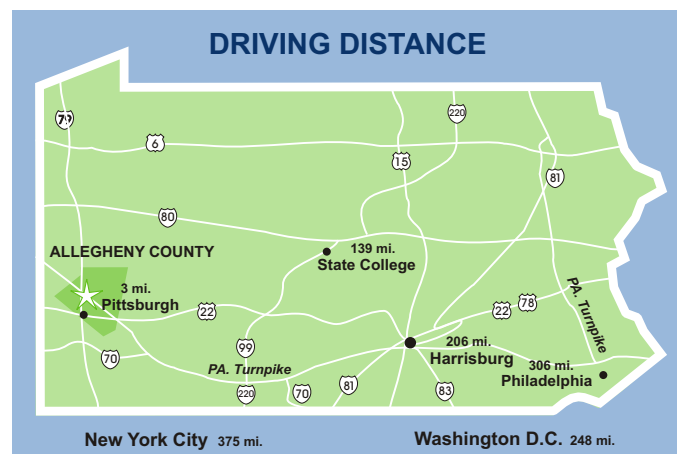 DRIVING DISTANCE
79
220
6
15
81
80
ALLEGHENY COUNTY
139 mi.
State College
3 mi.
Pittsburgh
22
22
78
PA. Turnpike
206 mi.
Harrisburg
99
70
PA. Turnpike
306 mi.
Philadelphia
220
70
81
83
New York City 375 mi.
Washington D.C. 248 mi.